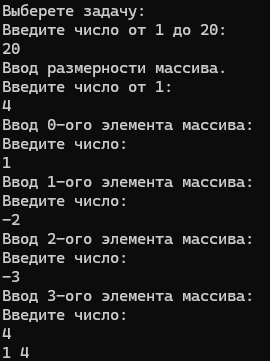 Выберете задачу:
Введите число от 1 до 20:
20
Ввод размерности массива.
Введите число от 1:
4
Ввод 0-ого элемента массива:
Введите число:
1
Ввод 1-ого элемента массива:
Введите число:
-2
Ввод 2-ого элемента массива:
Введите число:
-3
Ввод 3-ого элемента массива:
Введите число:
4
1 4